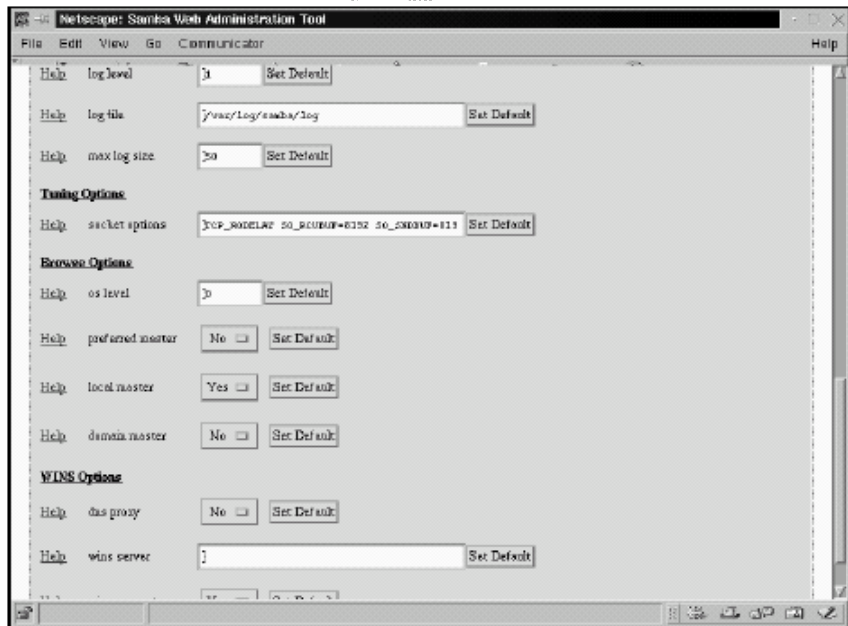 Netscape: Samba Web Administration Tool
File Edit View Go Communicator Help
Help log level 1 Set Default
Help log file /var/log/samba/log Set Default
Help max log size 50 Set Default
Tuning Options
Help socket options TCP_NODELAY SO_RCVBUF=8192 SO_SNDBUF=819 Set Default
Browse Options
Help os level 0 Set Default
Help preferred master No Set Default
Help local master Yes Set Default
Help domain master No Set Default
WINS Options
Help dns proxy No Set Default
Help wins server Set Default